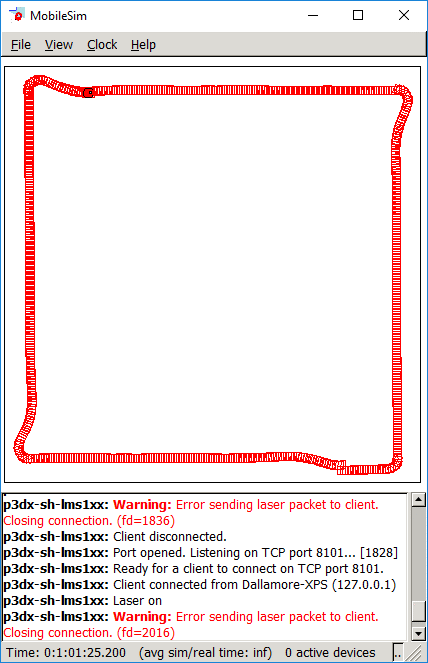 MobileSim
File View Clock Help
p3dx-sh-lms1xx: Warning: Error sending laser packet to client.
Closing connection. (fd=1836)
p3dx-sh-lms1xx: Client disconnected.
p3dx-sh-lms1xx: Port opened. Listening on TCP port 8101... [1828]
p3dx-sh-lms1xx: Ready for a client to connect on TCP port 8101.
p3dx-sh-lms1xx: Client connected from Dallamore-XPS (127.0.0.1)
p3dx-sh-lms1xx: Laser on
p3dx-sh-lms1xx: Warning: Error sending laser packet to client.
Closing connection. (fd=2016)
Time: 0:1:01:25.200 (avg sim/real time: inf) 0 active devices ..